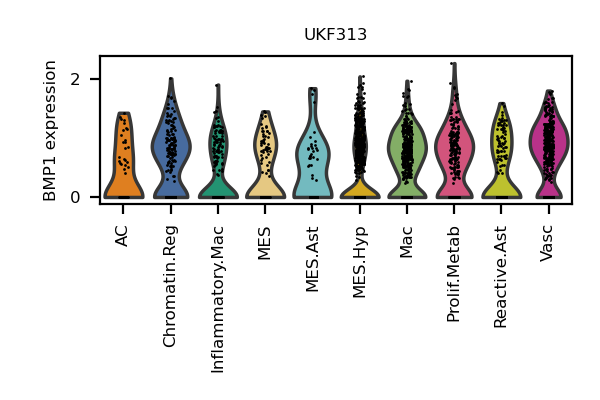 UKF313
BMP1 expression
2
0
AC
Chromatin.Reg
Inflammatory.Mac
MES
MES.Ast
MES.Hyp
Mac
Prolif.Metab
Reactive.Ast
Vasc